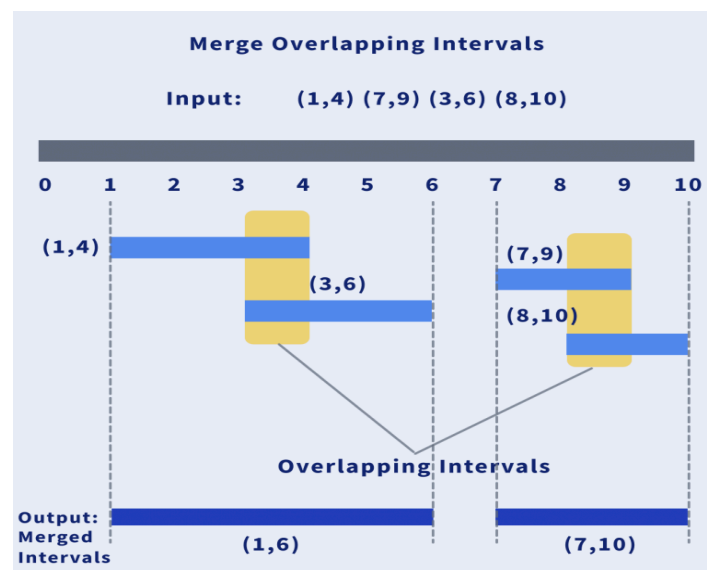 Merge Overlapping Intervals
Input: (1,4) (7,9) (3,6) (8,10)
0 1 2 3 4 5 6 7 8 9 10
(1,4)
(7,9)
(3,6)
(8,10)
Overlapping Intervals
Output:
Merged
Intervals
(1,6)
(7,10)